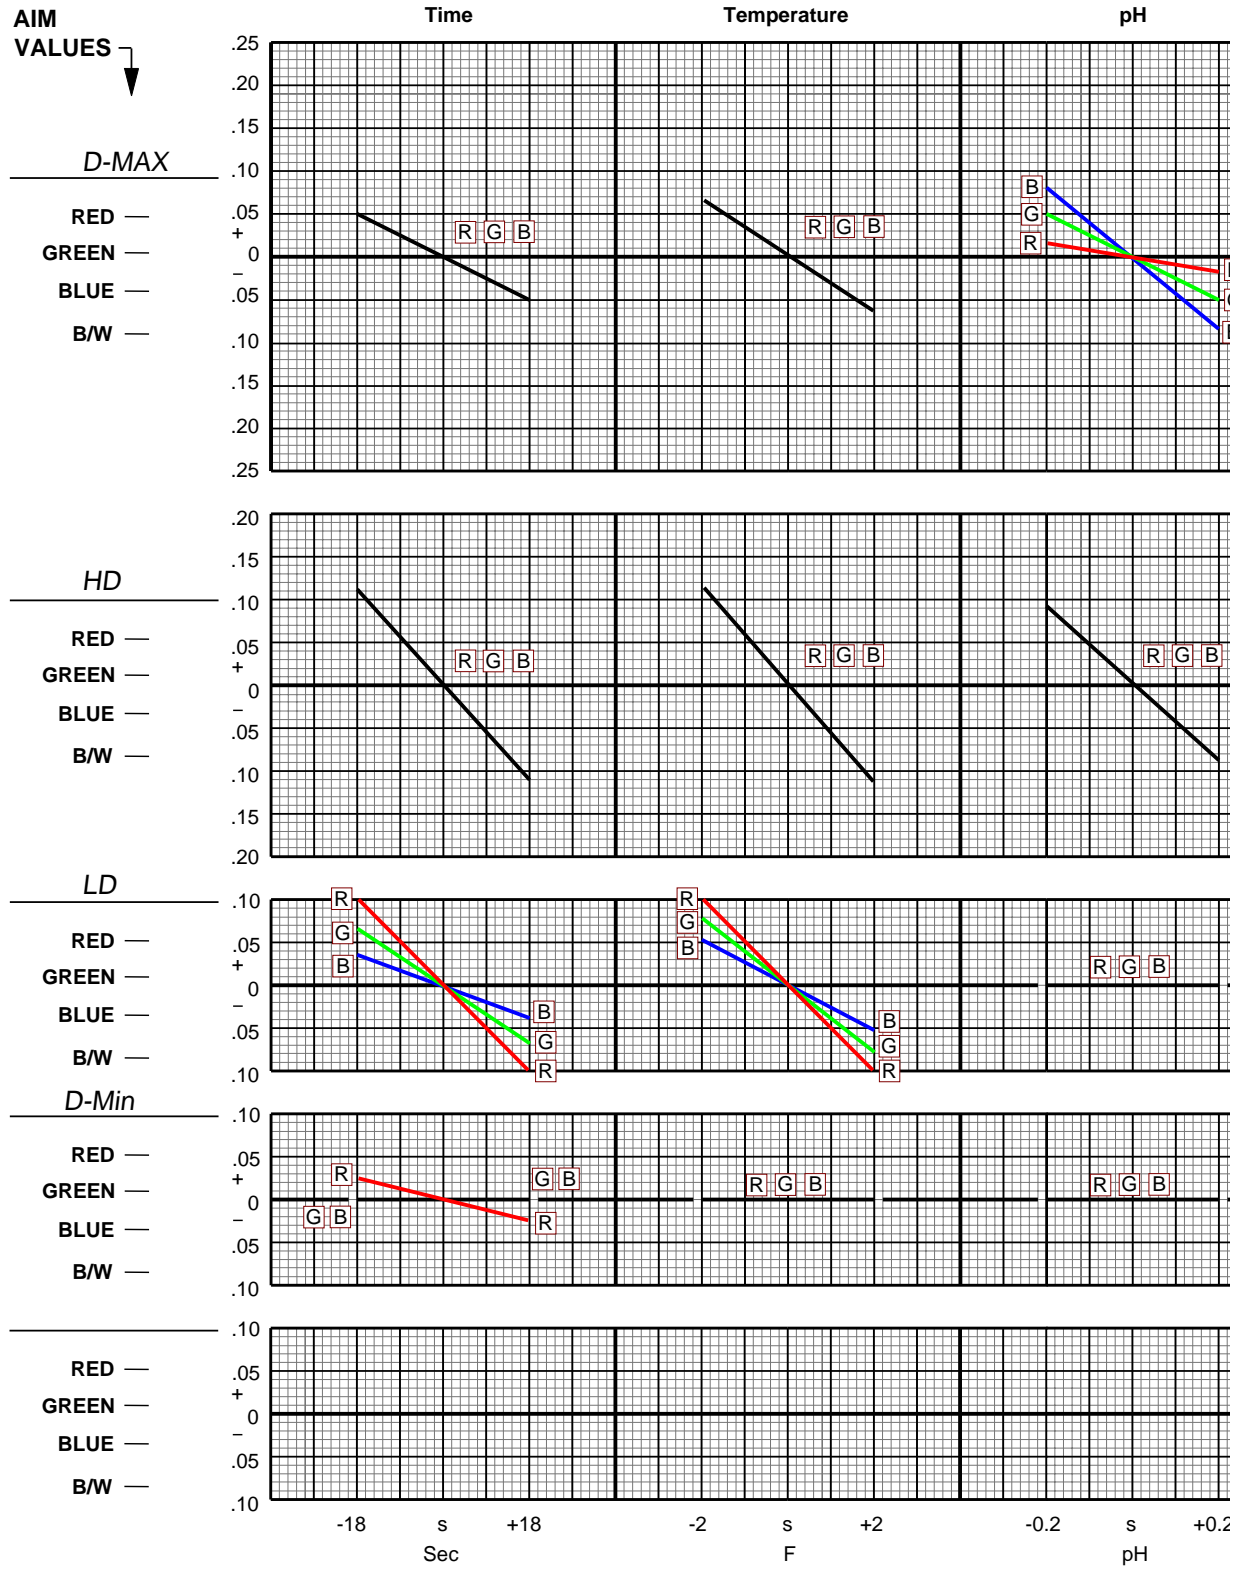 AIM
VALUES
Time
Temperature
pH
D-MAX
RED
GREEN
BLUE
B/W
.25
.20
.15
.10
.05
+
0
–
.05
.10
.15
.20
.25
R G B
R G B
B
G
R
HD
RED
GREEN
BLUE
B/W
.20
.15
.10
.05
+
0
–
.05
.10
.15
.20
R G B
R G B
R G B
LD
RED
GREEN
BLUE
B/W
.10
.05
+
0
–
.05
.10
R
G
B
B
G
R
R
G
B
B
G
R
R G B
D-Min
RED
GREEN
BLUE
B/W
.10
.05
+
0
–
.05
.10
R
G B
G B
R
R G B
R G B
RED
GREEN
BLUE
B/W
.10
.05
+
0
–
.05
.10
-18 s +18
Sec
-2 s +2
F
-0.2 s +0.2
pH